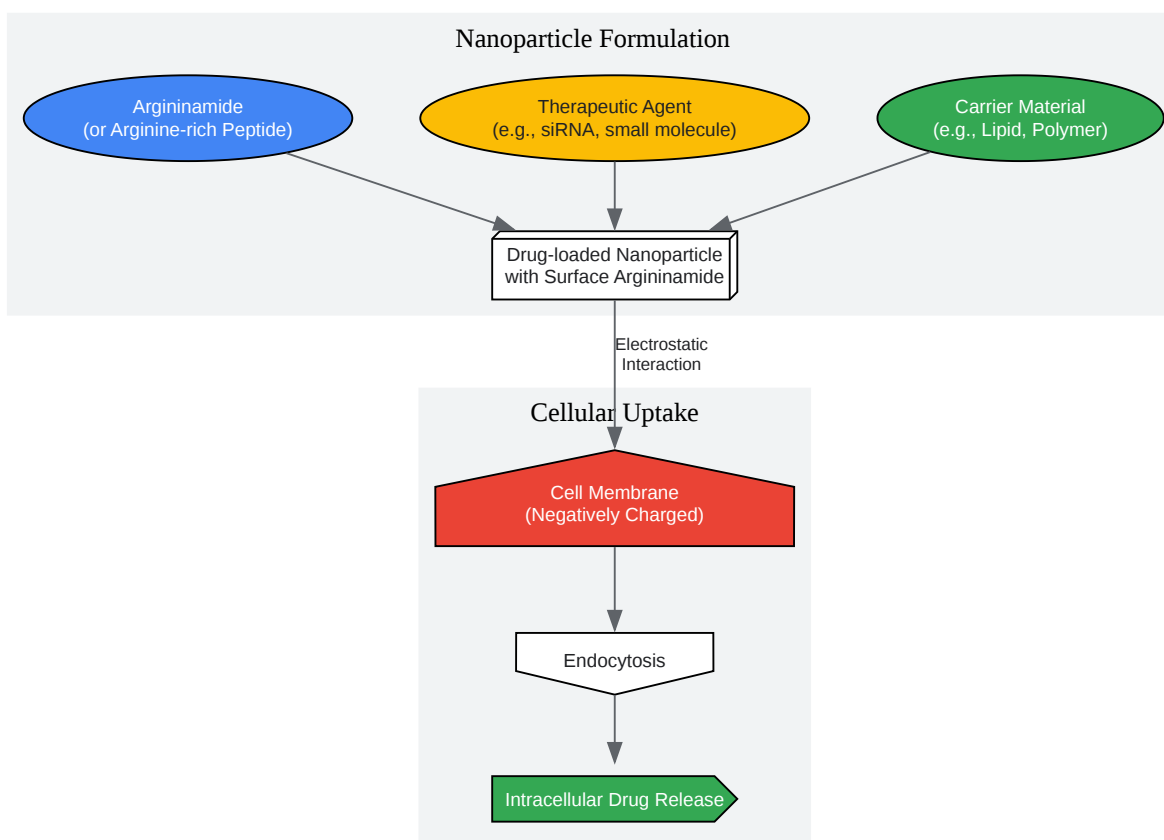 Nanoparticle Formulation
Argininamide
(or Arginine-rich Peptide)
Therapeutic Agent
(e.g., siRNA, small molecule)
Carrier Material
(e.g., Lipid, Polymer)
Drug-loaded Nanoparticle
with Surface Argininamide
Electrostatic
Interaction
Cellular Uptake
Cell Membrane
(Negatively Charged)
Endocytosis
Intracellular Drug Release